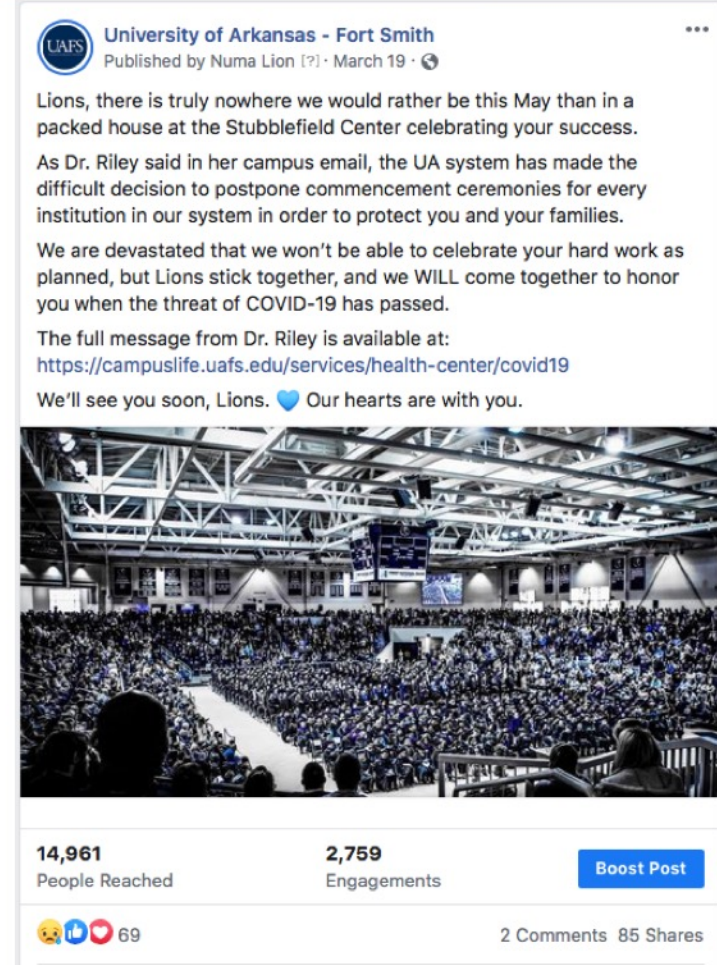 UAFS
University of Arkansas - Fort Smith
Published by Numa Lion [?] · March 19 ·
Lions, there is truly nowhere we would rather be this May than in a
packed house at the Stubblefield Center celebrating your success.
As Dr. Riley said in her campus email, the UA system has made the
difficult decision to postpone commencement ceremonies for every
institution in our system in order to protect you and your families.
We are devastated that we won't be able to celebrate your hard work as
planned, but Lions stick together, and we WILL come together to honor
you when the threat of COVID-19 has passed.
The full message from Dr. Riley is available at:
https://campuslife.uafs.edu/services/health-center/covid19
We'll see you soon, Lions. 💙 Our hearts are with you.
14,961
People Reached
2,759
Engagements
Boost Post
69
2 Comments 85 Shares